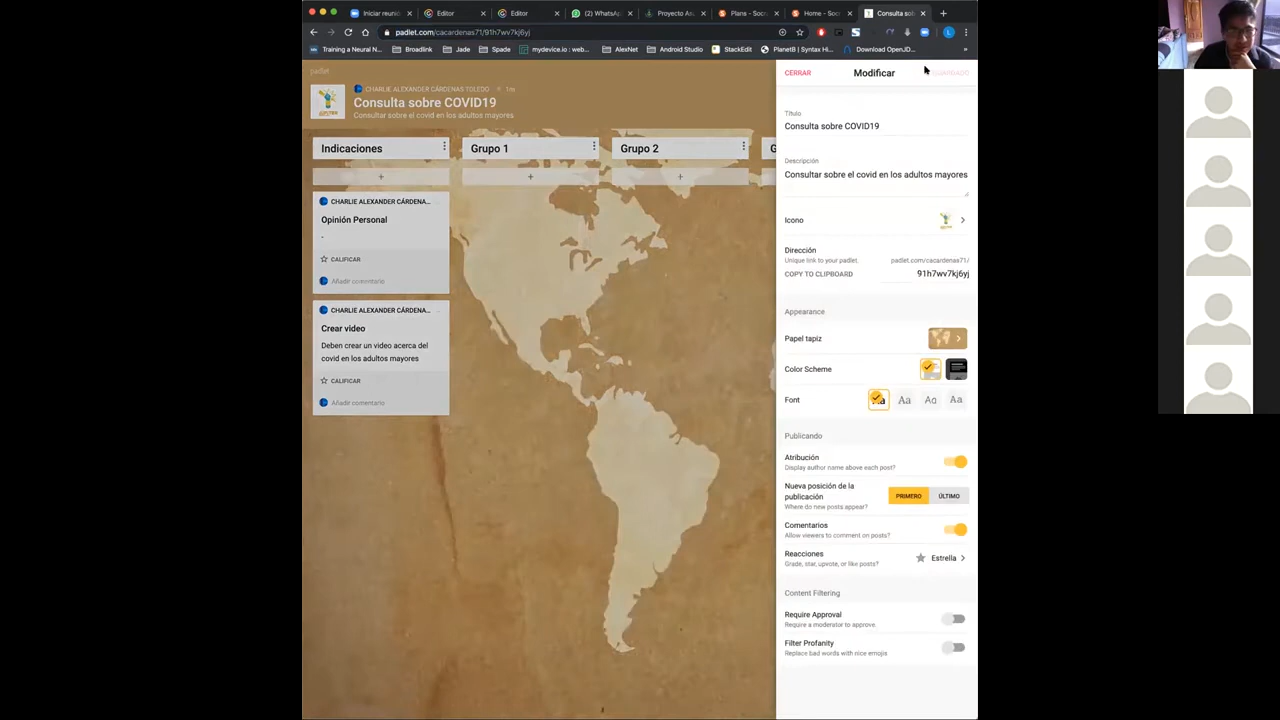 Iniciar reunió
Editor
Editor
(2) WhatsAp
Proyecto Asu
Plans - Socra
Home - Socra
Consulta sob
padlet.com/cacardenas71/91h7wv7kj6yj
Training a Neural N...
Broadlink
Jade
Spade
mydevice.io : web...
AlexNet
Android Studio
StackEdit
PlanetB | Syntax Hi...
Download OpenJD...
»
padlet
CHARLIE ALEXANDER CÁRDENAS TOLEDO
1m
Consulta sobre COVID19
Consultar sobre el covid en los adultos mayores
Indicaciones
Grupo 1
Grupo 2
G
+
+
+
CHARLIE ALEXANDER CÁRDENA...
Opinión Personal
-
CALIFICAR
Añadir comentario
CHARLIE ALEXANDER CÁRDENA...
Crear video
Deben crear un video acerca del
covid en los adultos mayores
CALIFICAR
Añadir comentario
CERRAR
Modificar
GUARDADO
Título
Consulta sobre COVID19
Descripción
Consultar sobre el covid en los adultos mayores
Icono
Dirección
Unique link to your padlet.
padlet.com/cacardenas71/
COPY TO CLIPBOARD
91h7wv7kj6yj
Appearance
Papel tapiz
Color Scheme
Font
Aa
Aa
Aa
Aa
Publicando
Atribución
Display author name above each post?
Nueva posición de la
publicación
Where do new posts appear?
PRIMERO
ÚLTIMO
Comentarios
Allow viewers to comment on posts?
Reacciones
Grade, star, upvote, or like posts?
Estrella
Content Filtering
Require Approval
Require a moderator to approve.
Filter Profanity
Replace bad words with nice emojis